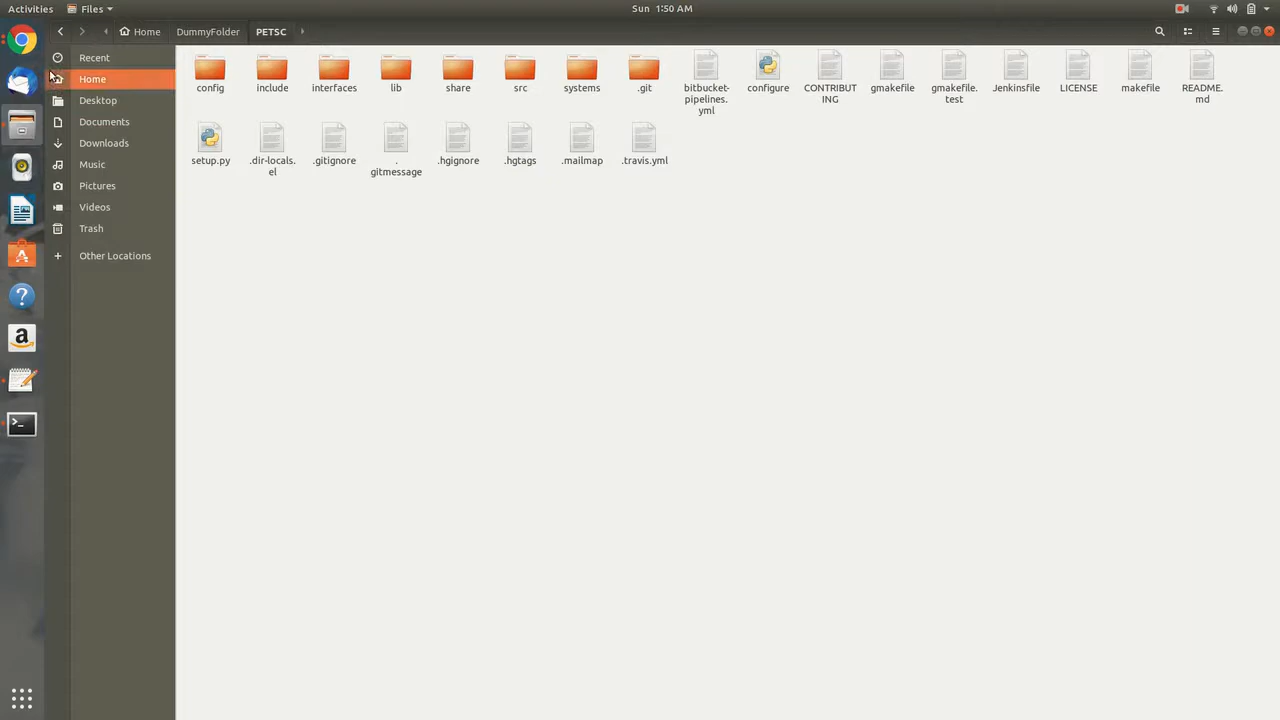 Activities
Files
Sun 1:50 AM
Home
DummyFolder
PETSC
Recent
Home
Desktop
Documents
Downloads
Music
Pictures
Videos
Trash
Other Locations
config
include
interfaces
lib
share
src
systems
.git
bitbucket-
pipelines.
yml
configure
CONTRIBUT
ING
gmakefile
gmakefile.
test
Jenkinsfile
LICENSE
makefile
README.
md
setup.py
.dir-locals.
el
.gitignore
.
gitmessage
.hgignore
.hgtags
.mailmap
.travis.yml